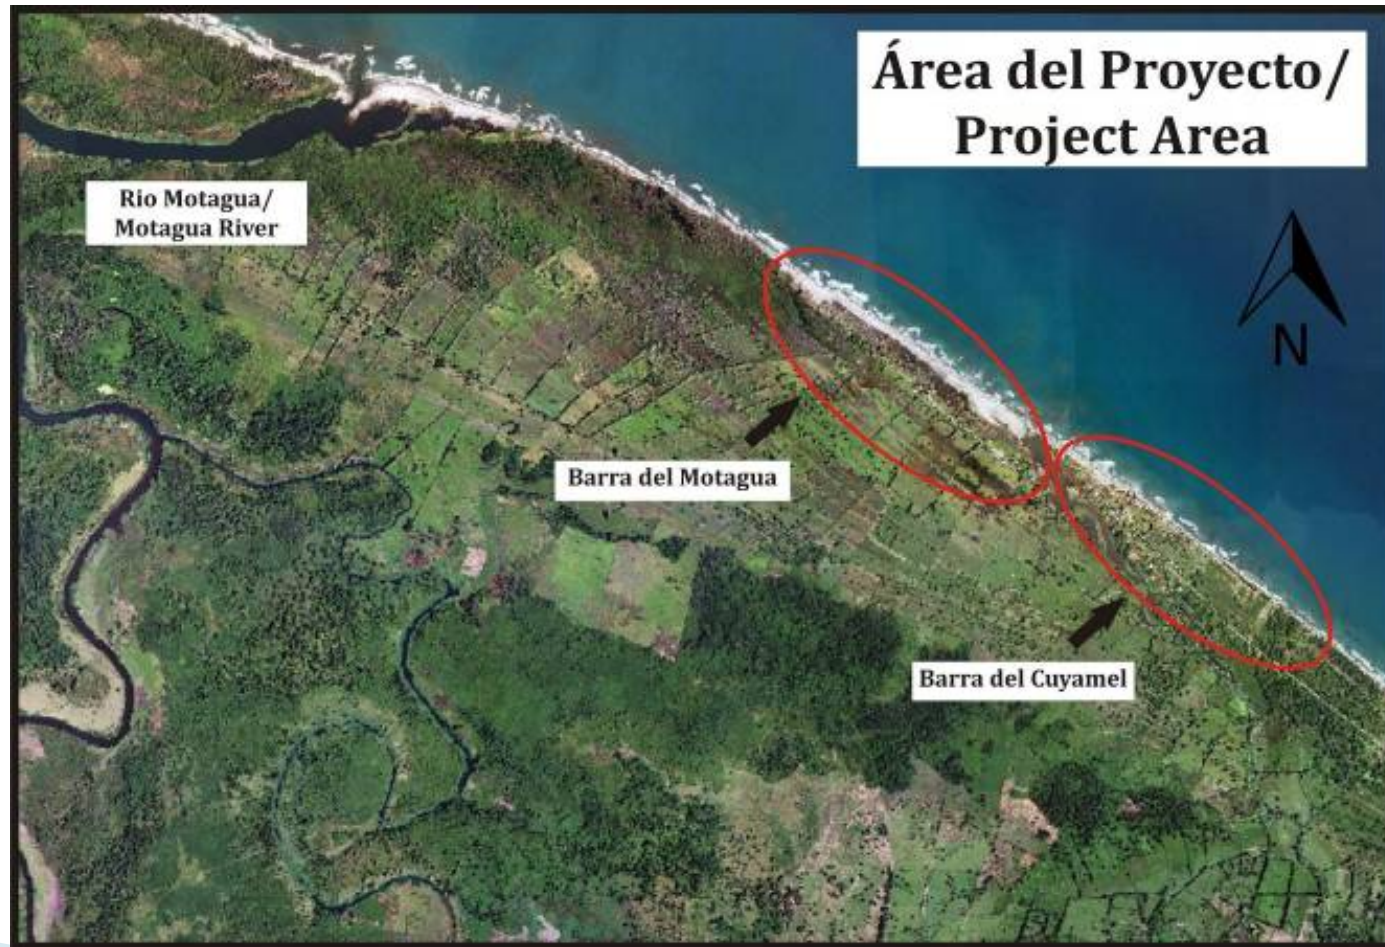 Área del Proyecto/
Project Area
Rio Motagua/
Motagua River
N
Barra del Motagua
Barra del Cuyamel